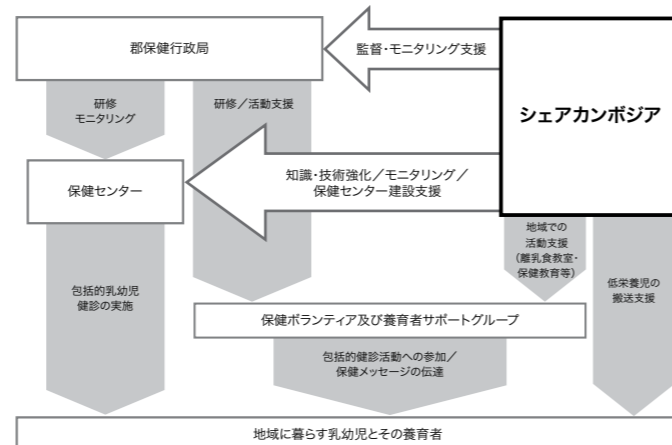 郡保健行政局
監督・モニタリング支援
シェアカンボジア
研修
モニタリング
研修／活動支援
保健センター
知識・技術強化／モニタリング／
保健センター建設支援
地域での
活動支援
（離乳食教室・
保健教育等）
低栄養児の
搬送支援
包括的乳幼児
健診の実施
保健ボランティア及び養育者サポートグループ
包括的健診活動への参加／
保健メッセージの伝達
地域に暮らす乳幼児とその養育者